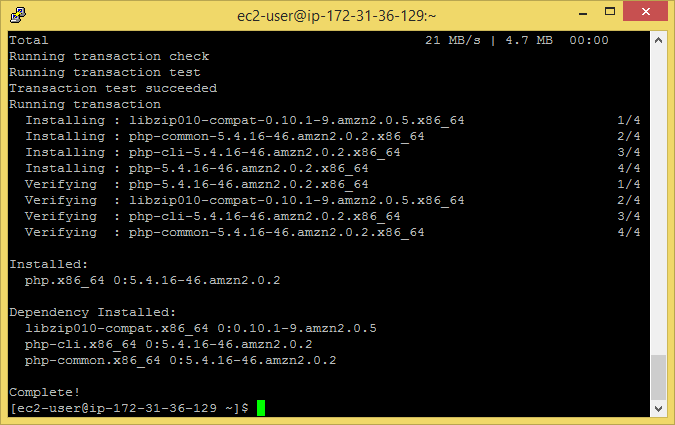 ec2-user@ip-172-31-36-129:~
Total 21 MB/s | 4.7 MB 00:00
Running transaction check
Running transaction test
Transaction test succeeded
Running transaction
Installing : libzip010-compat-0.10.1-9.amzn2.0.5.x86_64 1/4
Installing : php-common-5.4.16-46.amzn2.0.2.x86_64 2/4
Installing : php-cli-5.4.16-46.amzn2.0.2.x86_64 3/4
Installing : php-5.4.16-46.amzn2.0.2.x86_64 4/4
Verifying : php-5.4.16-46.amzn2.0.2.x86_64 1/4
Verifying : libzip010-compat-0.10.1-9.amzn2.0.5.x86_64 2/4
Verifying : php-cli-5.4.16-46.amzn2.0.2.x86_64 3/4
Verifying : php-common-5.4.16-46.amzn2.0.2.x86_64 4/4
Installed:
php.x86_64 0:5.4.16-46.amzn2.0.2
Dependency Installed:
libzip010-compat.x86_64 0:0.10.1-9.amzn2.0.5
php-cli.x86_64 0:5.4.16-46.amzn2.0.2
php-common.x86_64 0:5.4.16-46.amzn2.0.2
Complete!
[ec2-user@ip-172-31-36-129 ~]$